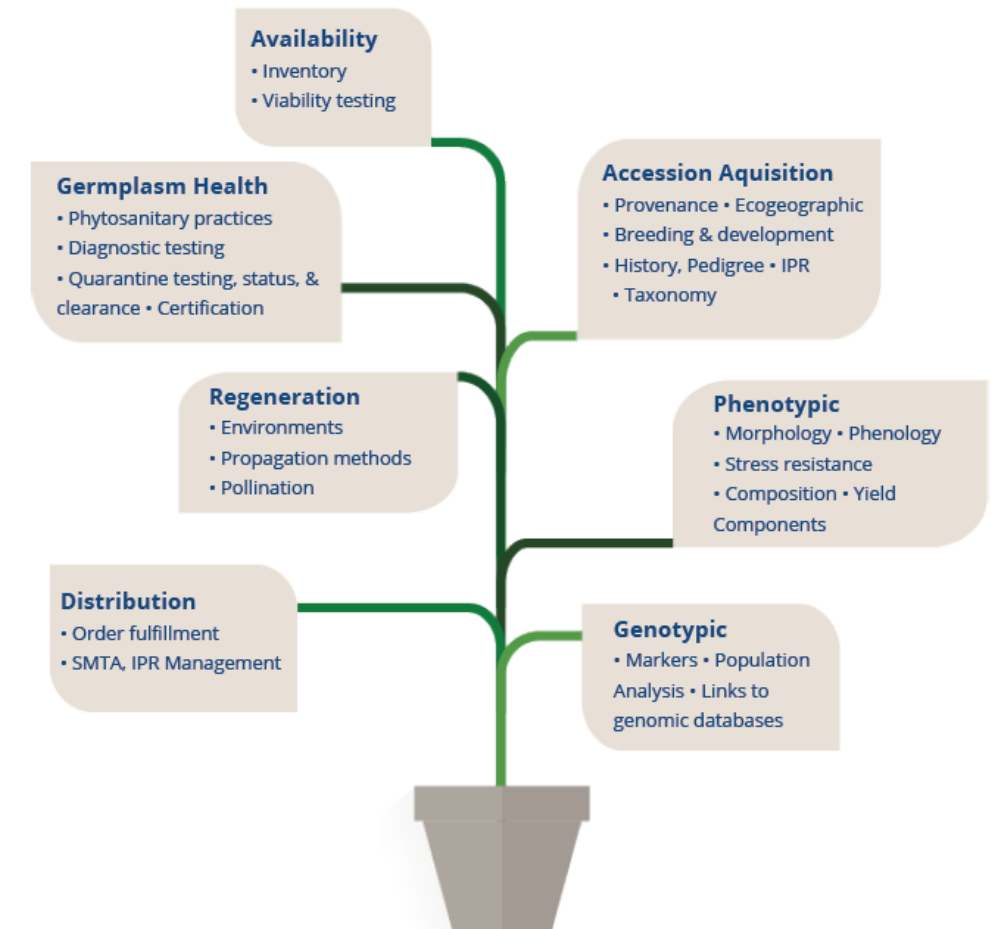 Availability
• Inventory
• Viability testing
Germplasm Health
• Phytosanitary practices
• Diagnostic testing
• Quarantine testing, status, &
clearance • Certification
Accession Aquisition
• Provenance • Ecogeographic
• Breeding & development
• History, Pedigree • IPR
• Taxonomy
Regeneration
• Environments
• Propagation methods
• Pollination
Phenotypic
• Morphology • Phenology
• Stress resistance
• Composition • Yield
Components
Distribution
• Order fulfillment
• SMTA, IPR Management
Genotypic
• Markers • Population
Analysis • Links to
genomic databases